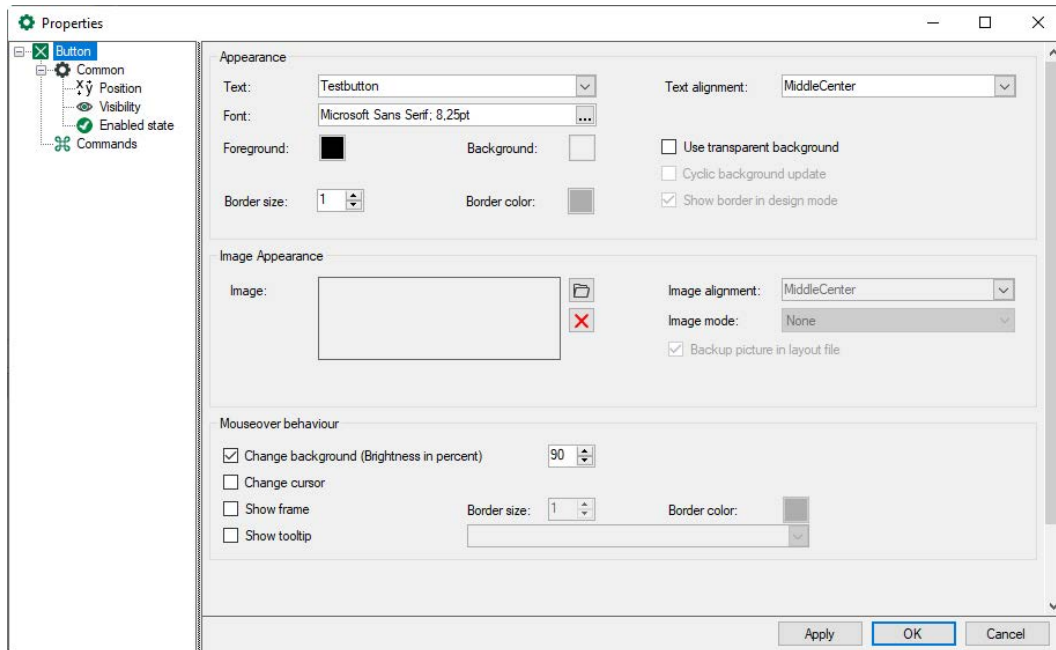 Properties
Button
Common
Position
Visibility
Enabled state
Commands
Appearance
Text: Testbutton Text alignment: MiddleCenter
Font: Microsoft Sans Serif; 8,25pt ...
Foreground: Background: Use transparent background
Cyclic background update
Border size: 1 Border color: Show border in design mode
Image Appearance
Image: Image alignment: MiddleCenter
Image mode: None
Backup picture in layout file
Mouseover behaviour
Change background (Brightness in percent) 90
Change cursor
Show frame Border size: 1 Border color:
Show tooltip
Apply OK Cancel